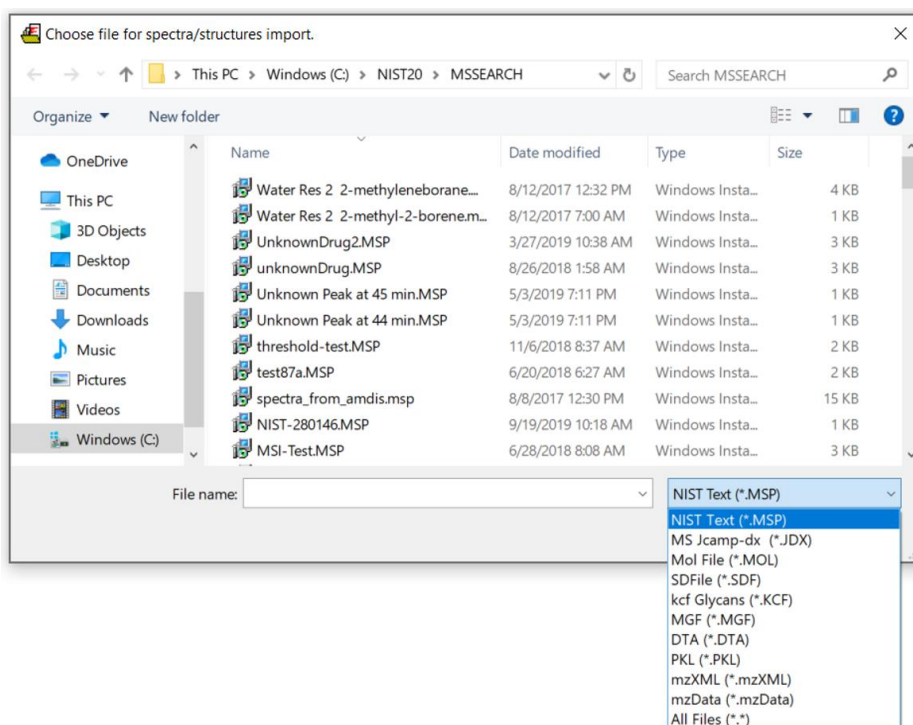 Choose file for spectra/structures import.
This PC > Windows (C:) > NIST20 > MSSEARCH
Search MSSEARCH
Organize
New folder
OneDrive
This PC
3D Objects
Desktop
Documents
Downloads
Music
Pictures
Videos
Windows (C:)
Name Date modified Type Size
Water Res 2 2-methyleneborane.... 8/12/2017 12:32 PM Windows Insta... 4 KB
Water Res 2 2-methyl-2-borene.m... 8/12/2017 7:00 AM Windows Insta... 1 KB
UnknownDrug2.MSP 3/27/2019 10:38 AM Windows Insta... 3 KB
unknownDrug.MSP 8/26/2018 1:58 AM Windows Insta... 3 KB
Unknown Peak at 45 min.MSP 5/3/2019 7:11 PM Windows Insta... 1 KB
Unknown Peak at 44 min.MSP 5/3/2019 7:11 PM Windows Insta... 1 KB
threshold-test.MSP 11/6/2018 8:37 AM Windows Insta... 2 KB
test87a.MSP 6/20/2018 6:27 AM Windows Insta... 2 KB
spectra_from_amdis.msp 8/8/2017 12:30 PM Windows Insta... 15 KB
NIST-280146.MSP 9/19/2019 10:18 AM Windows Insta... 1 KB
MSI-Test.MSP 6/28/2018 8:08 AM Windows Insta... 3 KB
File name:
NIST Text (*.MSP)
NIST Text (*.MSP)
MS Jcamp-dx (*.JDX)
Mol File (*.MOL)
SDFile (*.SDF)
kcf Glycans (*.KCF)
MGF (*.MGF)
DTA (*.DTA)
PKL (*.PKL)
mzXML (*.mzXML)
mzData (*.mzData)
All Files (*.*)